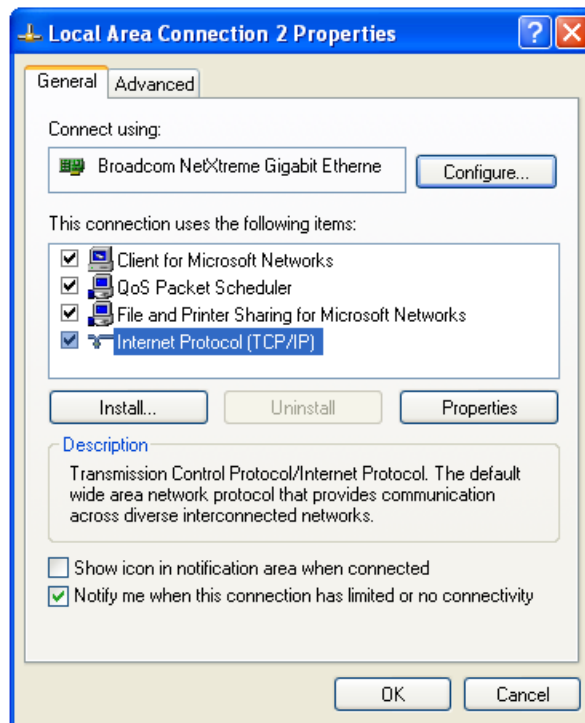 Local Area Connection 2 Properties
?
General
Advanced
Connect using:
Broadcom NetXtreme Gigabit Etherne
Configure...
This connection uses the following items:
Client for Microsoft Networks
QoS Packet Scheduler
File and Printer Sharing for Microsoft Networks
Internet Protocol (TCP/IP)
Install...
Uninstall
Properties
Description
Transmission Control Protocol/Internet Protocol. The default
wide area network protocol that provides communication
across diverse interconnected networks.
Show icon in notification area when connected
Notify me when this connection has limited or no connectivity
OK
Cancel